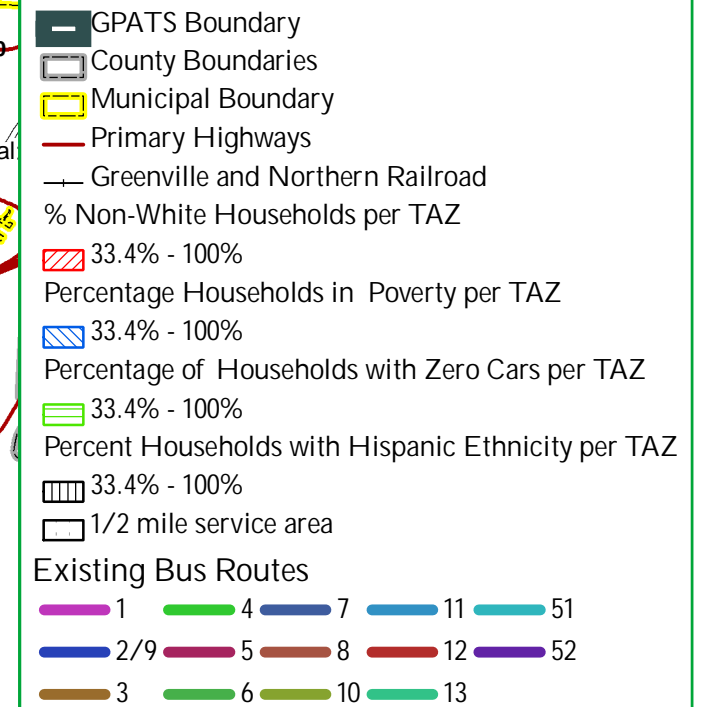 GPATS Boundary
County Boundaries
Municipal Boundary
Primary Highways
al
Greenville and Northern Railroad
% Non-White Households per TAZ
33.4% - 100%
Percentage Households in Poverty per TAZ
33.4% - 100%
Percentage of Households with Zero Cars per TAZ
33.4% - 100%
Percent Households with Hispanic Ethnicity per TAZ
33.4% - 100%
1/2 mile service area
Existing Bus Routes
1 4 7 11 51
2/9 5 8 12 52
3 6 10 13